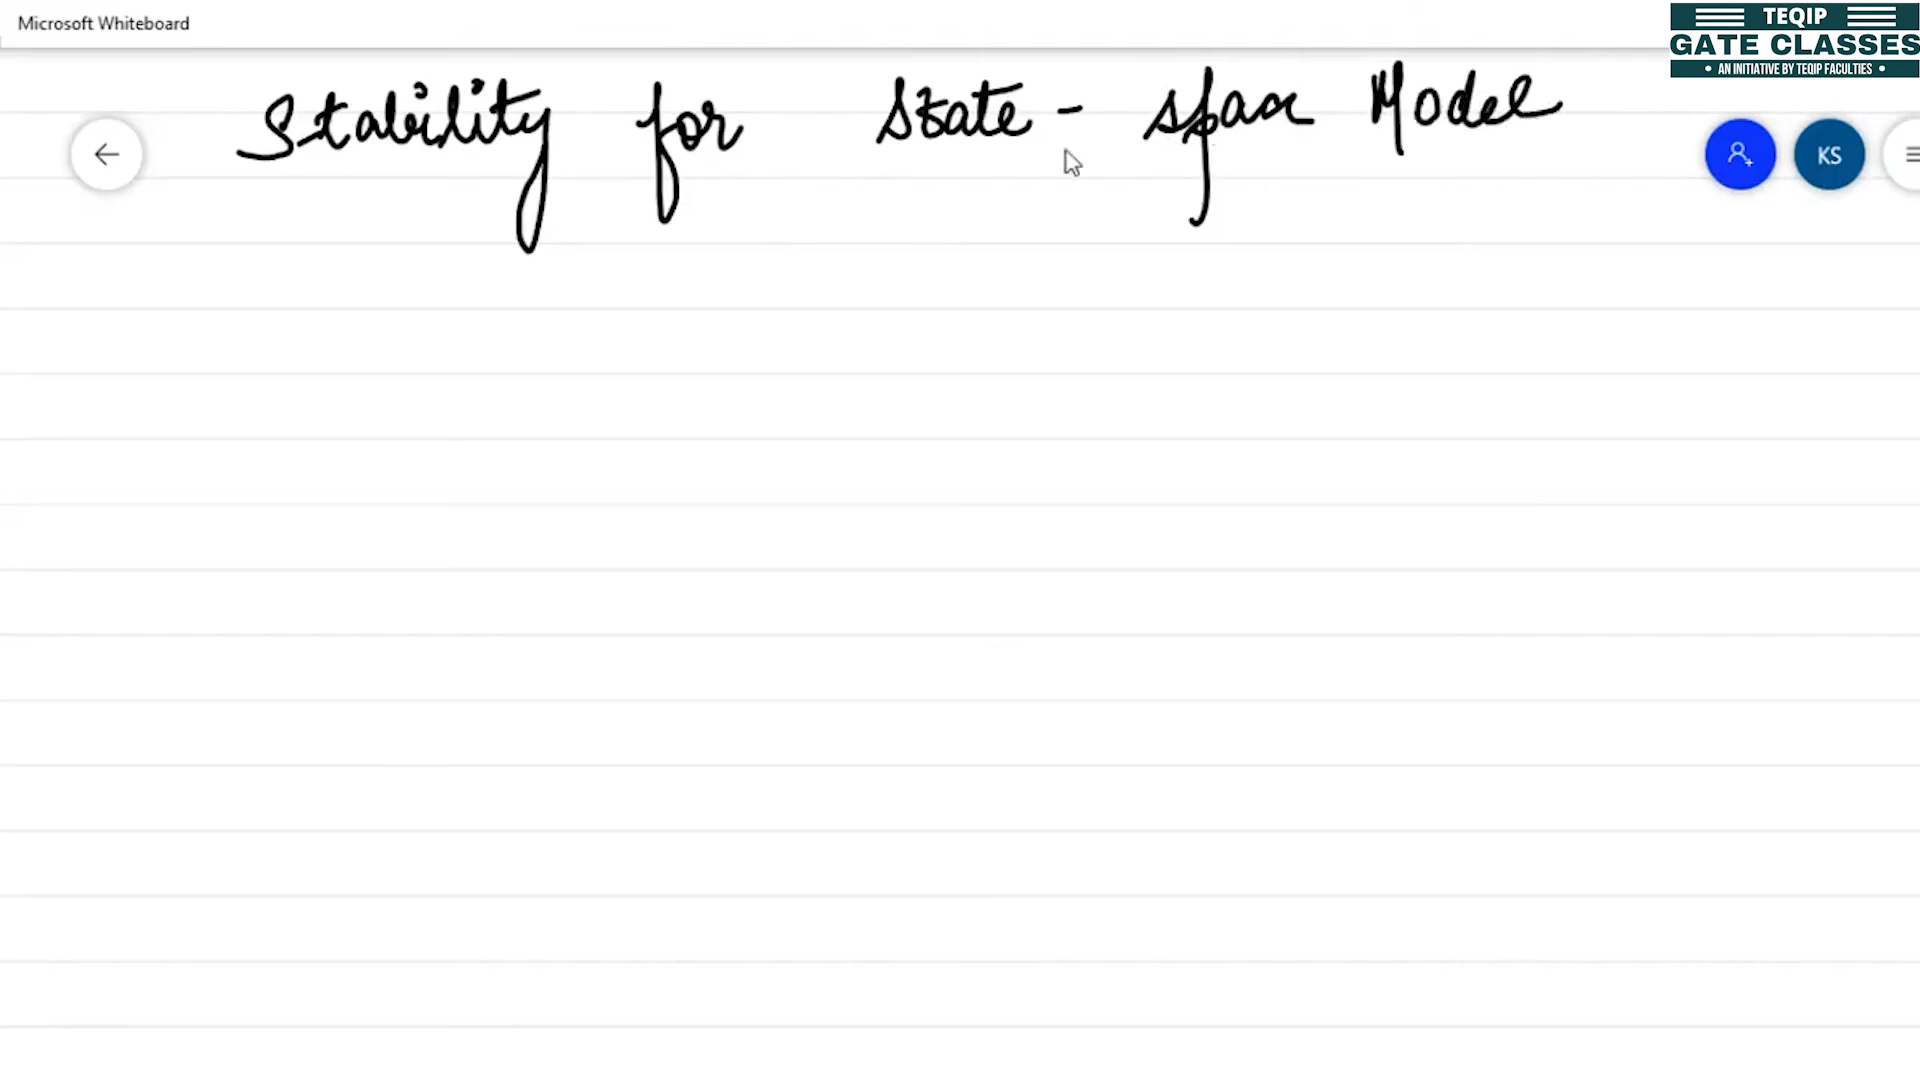 Microsoft Whiteboard
TEQIP
GATE CLASSES
• AN INITIATIVE BY TEQIP FACULTIES •
Stability for State - space Model
KS